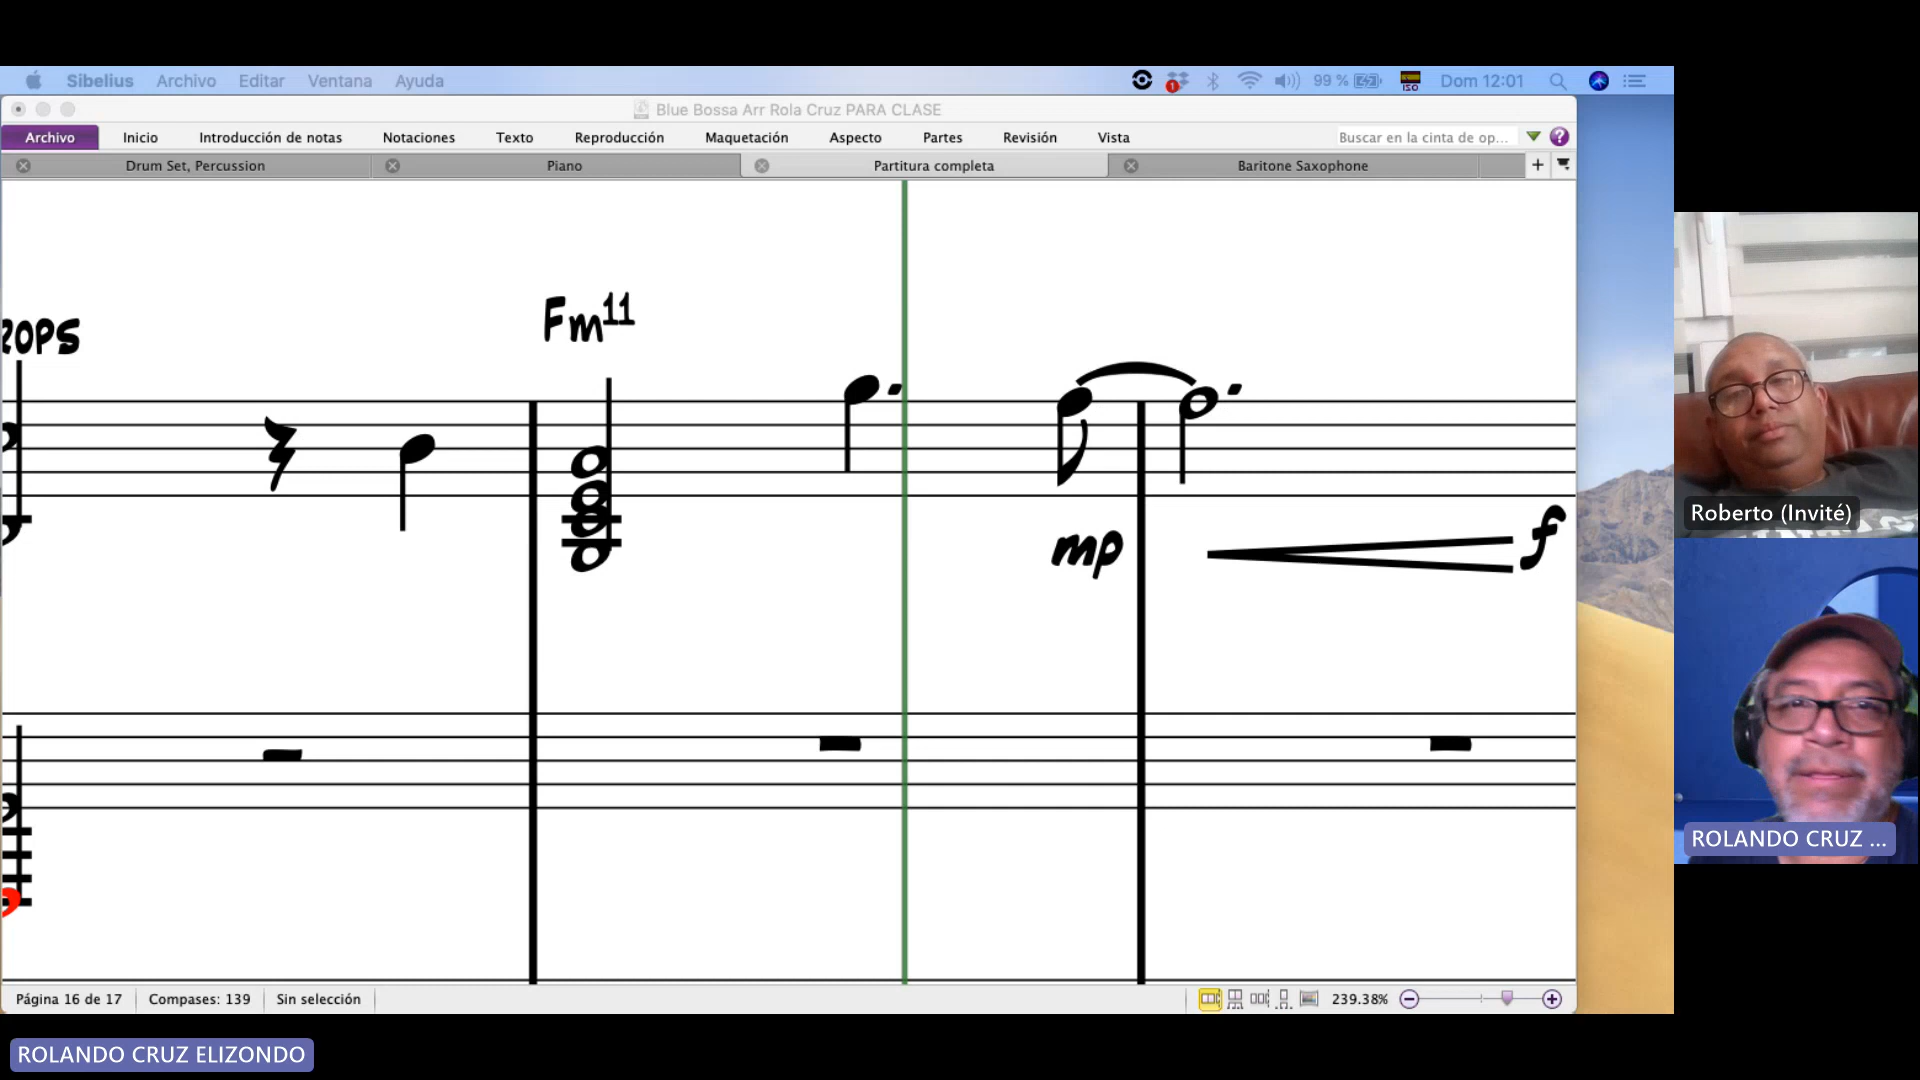 Sibelius Archivo Editar Ventana Ayuda 1 99 % ISO Dom 12:01
Blue Bossa Arr Rola Cruz PARA CLASE
Archivo Inicio Introducción de notas Notaciones Texto Reproducción Maquetación Aspecto Partes Revisión Vista Buscar en la cinta de op... ?
Drum Set, Percussion Piano Partitura completa Baritone Saxophone +
Fm11
ROPS
mp f
Roberto (Invité)
ROLANDO CRUZ ...
Página 16 de 17 Compases: 139 Sin selección 239.38%
ROLANDO CRUZ ELIZONDO